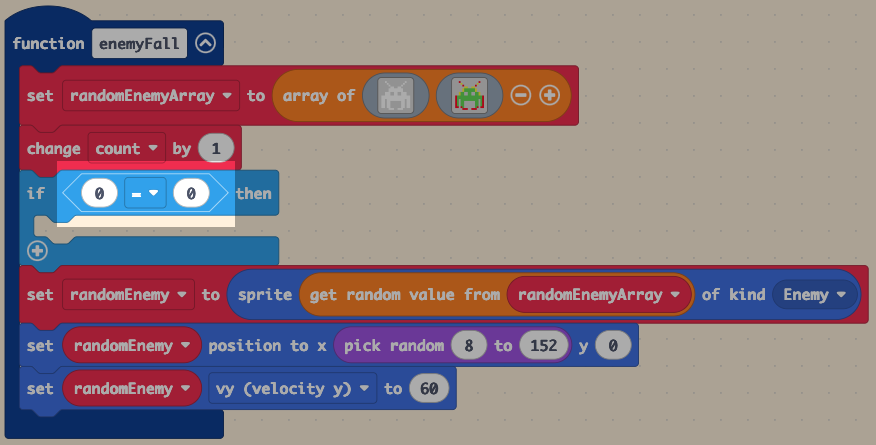 function enemyFall
set randomEnemyArray to array of
change count by 1
if 0 = 0 then
set randomEnemy to sprite get random value from randomEnemyArray of kind Enemy
set randomEnemy position to x pick random 8 to 152 y 0
set randomEnemy vy (velocity y) to 60